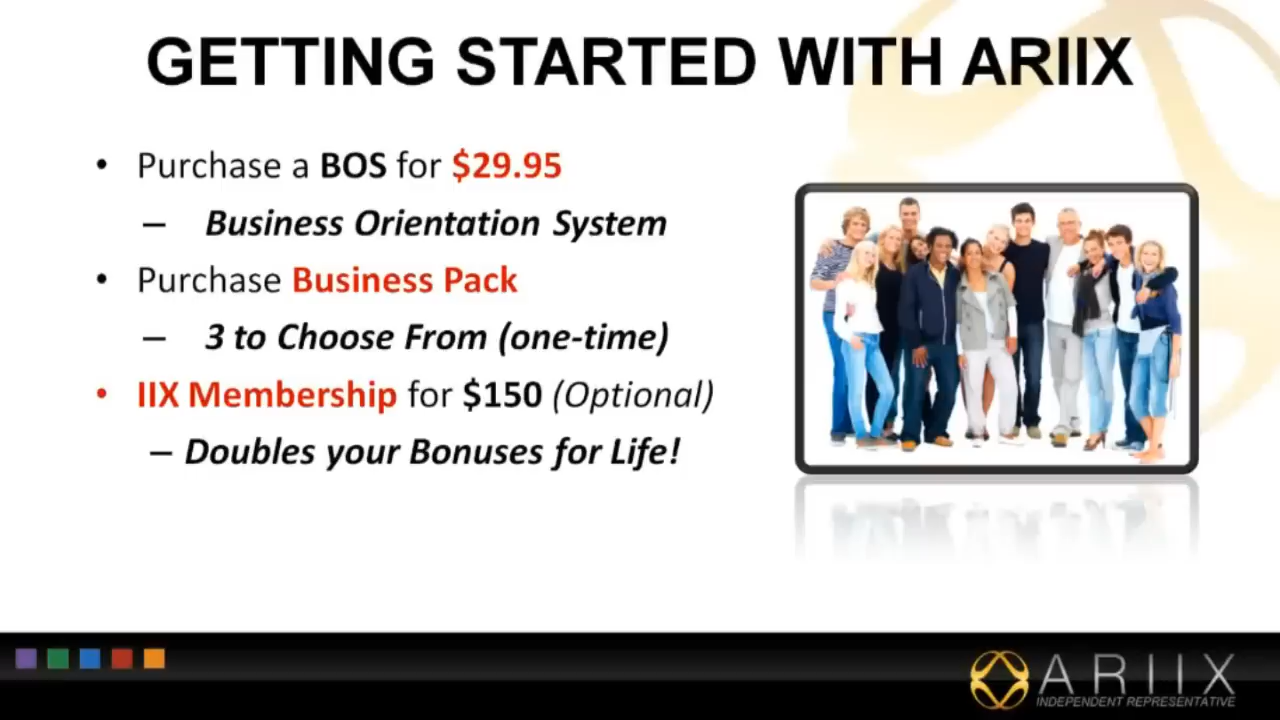 GETTING STARTED WITH ARIIX
• Purchase a BOS for $29.95
– Business Orientation System
• Purchase Business Pack
– 3 to Choose From (one-time)
• IIX Membership for $150 (Optional)
– Doubles your Bonuses for Life!
ARIIX
INDEPENDENT REPRESENTATIVE